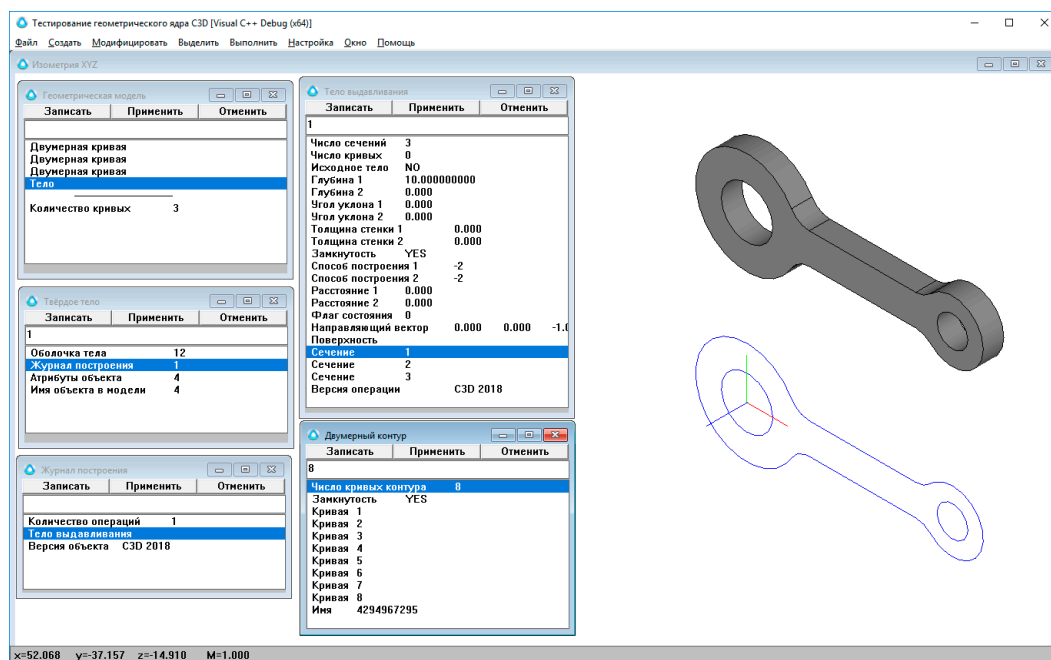 Тестирование геометрического ядра C3D [Visual C++ Debug (x64)]
Файл Создать Модифицировать Выделить Выполнить Настройка Окно Помощь
Изометрия XYZ
Геометрическая модель
Записать Применить Отменить
Двумерная кривая
Двумерная кривая
Двумерная кривая
Тело
Количество кривых 3
Твёрдое тело
Записать Применить Отменить
1
Оболочка тела 12
Журнал построения 1
Атрибуты объекта 4
Имя объекта в модели 4
Журнал построения
Записать Применить Отменить
Количество операций 1
Тело выдавливания
Версия объекта C3D 2018
Тело выдавливания
Записать Применить Отменить
1
Число сечений 3
Число кривых 0
Исходное тело NO
Глубина 1 10.000000000
Глубина 2 0.000
Угол уклона 1 0.000
Угол уклона 2 0.000
Толщина стенки 1 0.000
Толщина стенки 2 0.000
Замкнутость YES
Способ построения 1 -2
Способ построения 2 -2
Расстояние 1 0.000
Расстояние 2 0.000
Флаг состояния 0
Направляющий вектор 0.000 0.000 -1.0
Поверхность
Сечение 1
Сечение 2
Сечение 3
Версия операции C3D 2018
Двумерный контур
Записать Применить Отменить
8
Число кривых контура 8
Замкнутость YES
Кривая 1
Кривая 2
Кривая 3
Кривая 4
Кривая 5
Кривая 6
Кривая 7
Кривая 8
Имя 4294967295
x=52.068 y=-37.157 z=-14.910 M=1.000